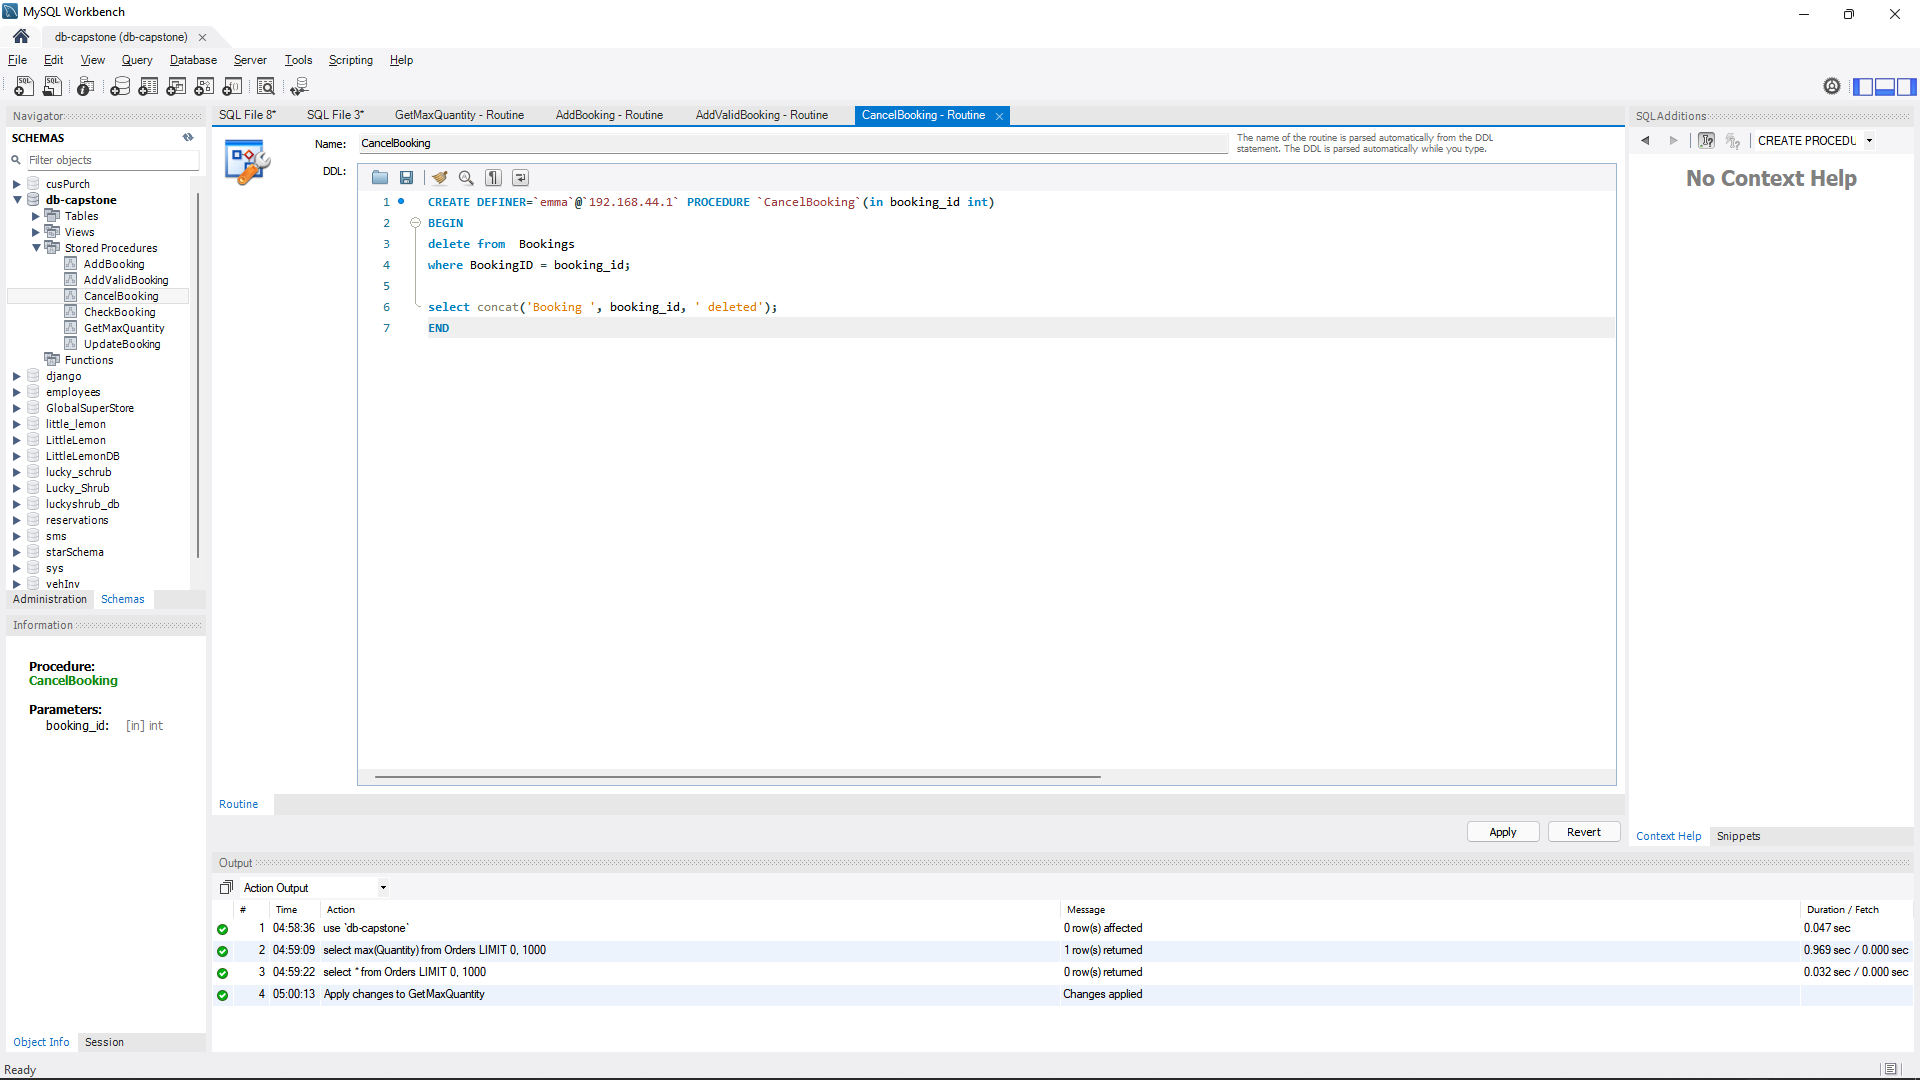 MySQL Workbench
db-capstone (db-capstone)
File Edit View Query Database Server Tools Scripting Help
Navigator
SCHEMAS
Filter objects
cusPurch
db-capstone
Tables
Views
Stored Procedures
AddBooking
AddValidBooking
CancelBooking
CheckBooking
GetMaxQuantity
UpdateBooking
Functions
django
employees
GlobalSuperStore
little_lemon
LittleLemon
LittleLemonDB
lucky_schrub
Lucky_Shrub
luckyshrub_db
reservations
sms
starSchema
sys
vehInv
Administration Schemas
Information
Procedure:
CancelBooking
Parameters:
booking_id: [in] int
Object Info Session
SQL File 8* SQL File 3* GetMaxQuantity - Routine AddBooking - Routine AddValidBooking - Routine CancelBooking - Routine
Name: CancelBooking
The name of the routine is parsed automatically from the DDL
statement. The DDL is parsed automatically while you type.
DDL:
1 CREATE DEFINER=`emma`@`192.168.44.1` PROCEDURE `CancelBooking`(in booking_id int)
2 BEGIN
3 delete from  Bookings
4 where BookingID = booking_id;
5
6 select concat('Booking ', booking_id, ' deleted');
7 END
Routine
Apply Revert
SQLAdditions
CREATE PROCEDU
No Context Help
Context Help Snippets
Output
Action Output
# Time Action Message Duration / Fetch
1 04:58:36 use `db-capstone` 0 row(s) affected 0.047 sec
2 04:59:09 select max(Quantity) from Orders LIMIT 0, 1000 1 row(s) returned 0.969 sec / 0.000 sec
3 04:59:22 select * from Orders LIMIT 0, 1000 0 row(s) returned 0.032 sec / 0.000 sec
4 05:00:13 Apply changes to GetMaxQuantity Changes applied
Ready